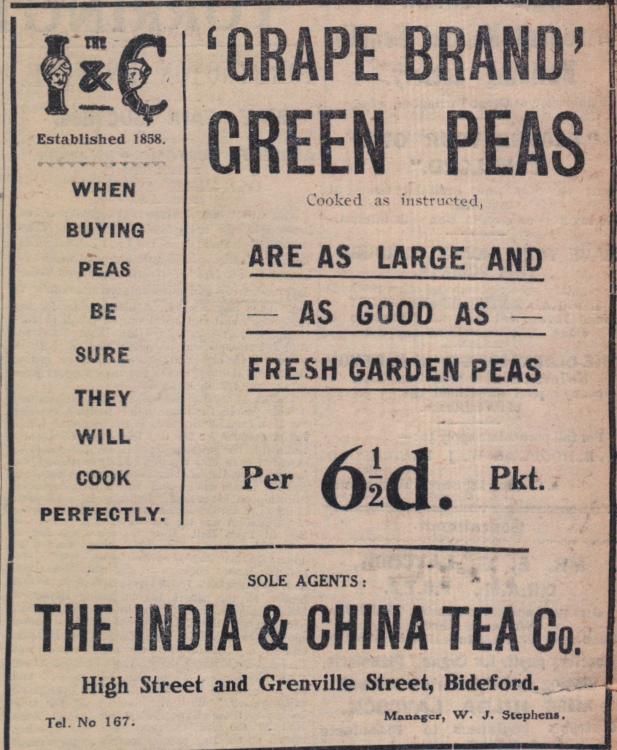 THE
I & C
Established 1858.
WHEN
BUYING
PEAS
BE
SURE
THEY
WILL
COOK
PERFECTLY.
'GRAPE BRAND'
GREEN PEAS
Cooked as instructed,
ARE AS LARGE AND
— AS GOOD AS —
FRESH GARDEN PEAS
Per 6½d. Pkt.
SOLE AGENTS:
THE INDIA & CHINA TEA Co.
High Street and Grenville Street, Bideford.
Tel. No 167. Manager, W. J. Stephens.